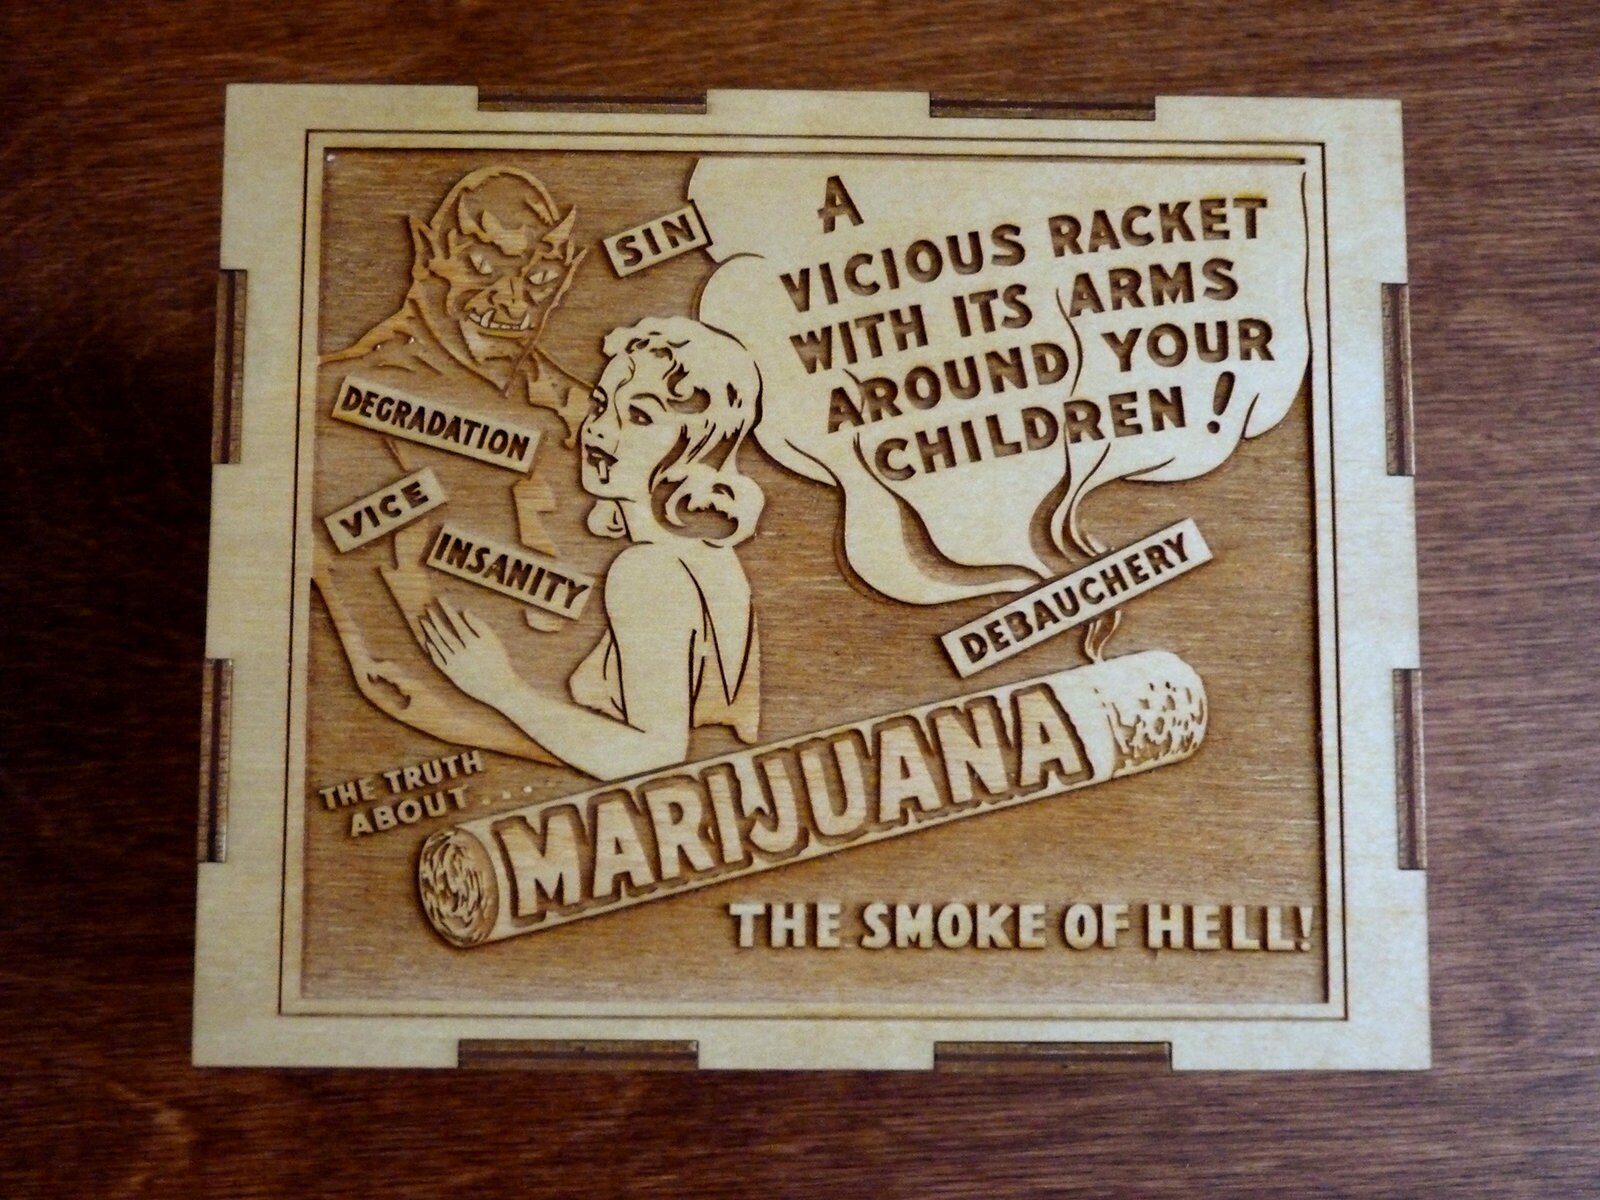 SIN
A
VICIOUS RACKET
WITH ITS ARMS
AROUND YOUR
CHILDREN!
DEGRADATION
VICE
INSANITY
DEBAUCHERY
THE TRUTH
ABOUT....
MARIJUANA
THE SMOKE OF HELL!